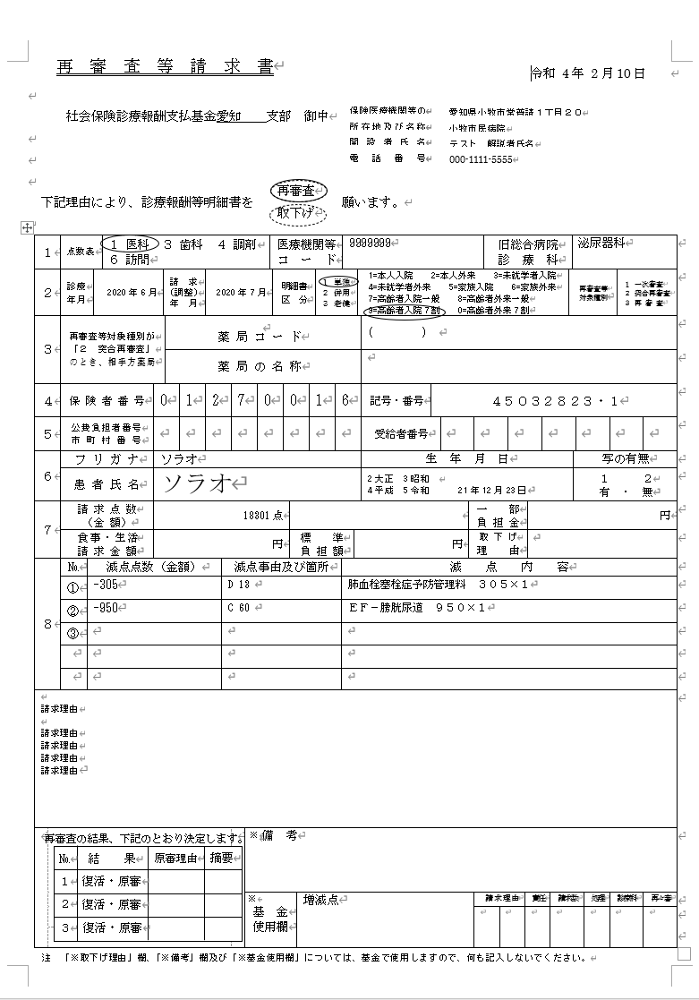 再 審 査 等 請 求 書
令和 4年 2月10日
社会保険診療報酬支払基金愛知 支部 御中
保険医療機関等の 愛知県小牧市常普請1丁目20
所在地及び名称 小牧市民病院
開 設 者 氏 名 テスト 解説者氏名
電 話 番 号 000-1111-5555
下記理由により、診療報酬等明細書を 再審査 願います。
取下げ
1 点数表 1 医科 3 歯科 4 調剤 医療機関等 9999999 旧総合病院 泌尿器科
6 訪問 コ ー ド 診 療 科
2 診療 2020年6月 請 求 2020年7月 明細書 1 単独 1=本人入院 2=本人外来 3=未就学者入院 再審査等 1 一次審査
年月 (調整) 区 分 2 併用 4=未就学者外来 5=家族入院 6=家族外来 対象種別 2 突合再審査
年 月 3 老健 7=高齢者入院一般 8=高齢者外来一般 3 再 審 査
9=高齢者入院7割 0=高齢者外来7割
3 再審査等対象種別が 薬 局 コ ー ド ( )
「2 突合再審査」
のとき、相手方薬局 薬 局 の 名 称
4 保 険 者 番 号 0 1 2 7 0 0 1 6 記号・番号 45032823・1
5 公費負担者番号 受給者番号
市 町 村 番 号
6 フ リ ガ ナ ソラオ 生 年 月 日 写の有無
患 者 氏 名 ソラオ 2大正 3昭和 1 2
4平成 5令和 21年12月23日 有 ・ 無
7 請 求 点 数 18301点 一 部 円
(金 額) 負 担 金
食事・生活 円 標 準 円 取 下 げ
請 求 金 額 負 担 額 理 由
8 № 減点点数(金額) 減点事由及び箇所 減 点 内 容
① -305 D 13 肺血栓塞栓症予防管理料 305×1
② -950 C 60 EF-膀胱尿道 950×1
③
請求理由
請求理由
請求理由
請求理由
請求理由
再審査の結果、下記のとおり決定します。 ※備 考
№ 結 果 原審理由 摘要
1 復活・原審
2 復活・原審
3 復活・原審
※ 増減点 請求理由 責任 請求数 処理 診療科 再々審
基 金
使用欄
注 「※取下げ理由」欄、「※備考」欄及び「※基金使用欄」については、基金で使用しますので、何も記入しないでください。